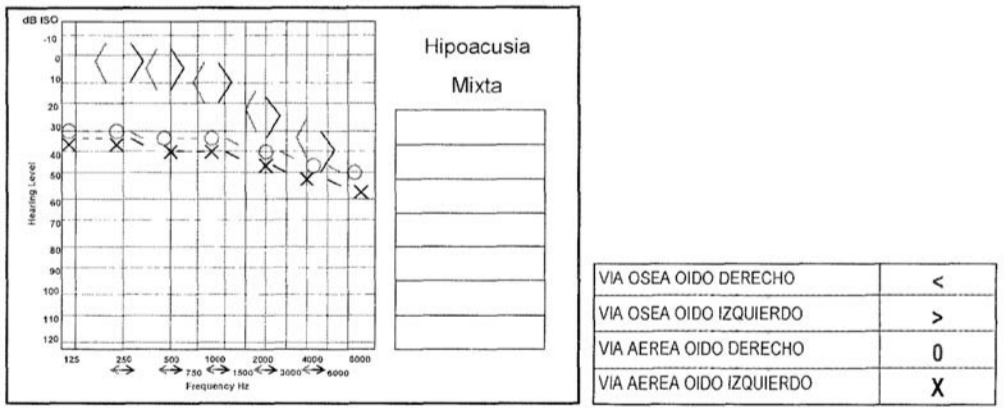 dB ISO
-10
0
10
20
30
40
50
60
70
80
90
100
110
120
Hearing Level
125 250 500 1000 2000 4000 8000
750 1500 3000 6000
Frequency Hz
Hipoacusia
Mixta
VIA OSEA OIDO DERECHO <
VIA OSEA OIDO IZQUIERDO >
VIA AEREA OIDO DERECHO 0
VIA AEREA OIDO IZQUIERDO X